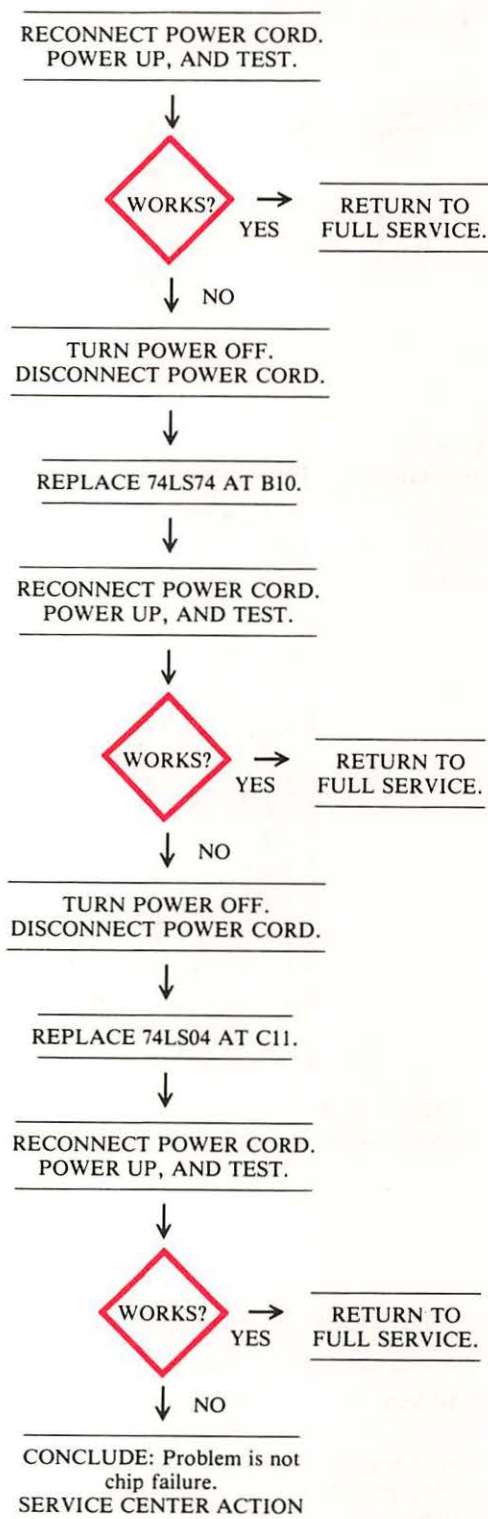 RECONNECT POWER CORD.
POWER UP, AND TEST.
WORKS?
YES
RETURN TO
FULL SERVICE.
NO
TURN POWER OFF.
DISCONNECT POWER CORD.
REPLACE 74LS74 AT B10.
RECONNECT POWER CORD.
POWER UP, AND TEST.
WORKS?
YES
RETURN TO
FULL SERVICE.
NO
TURN POWER OFF.
DISCONNECT POWER CORD.
REPLACE 74LS04 AT C11.
RECONNECT POWER CORD.
POWER UP, AND TEST.
WORKS?
YES
RETURN TO
FULL SERVICE.
NO
CONCLUDE: Problem is not
chip failure.
SERVICE CENTER ACTION